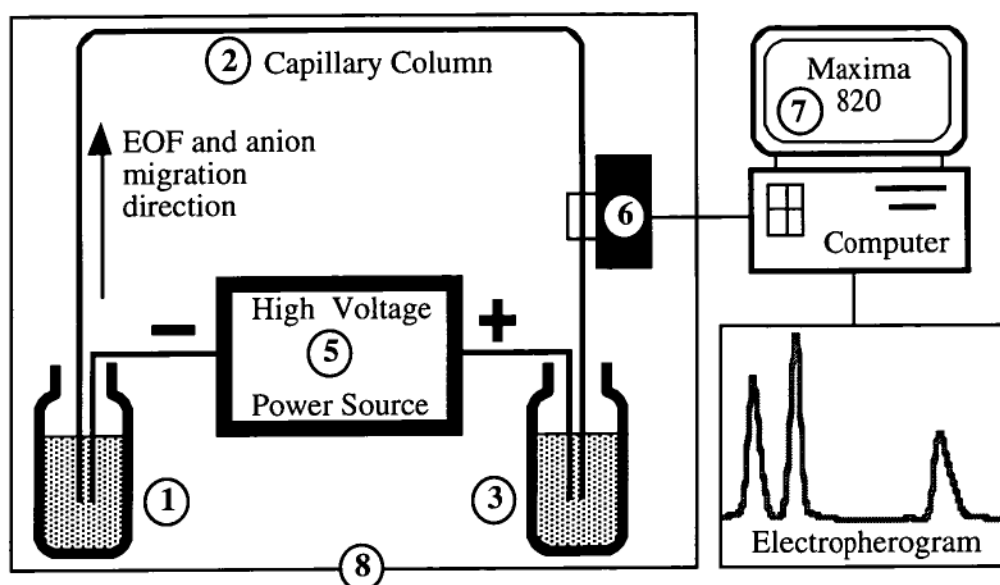 2 Capillary Column
EOF and anion
migration
direction
Maxima
7 820
6
Computer
− High Voltage +
5
Power Source
1
3
Electropherogram
8